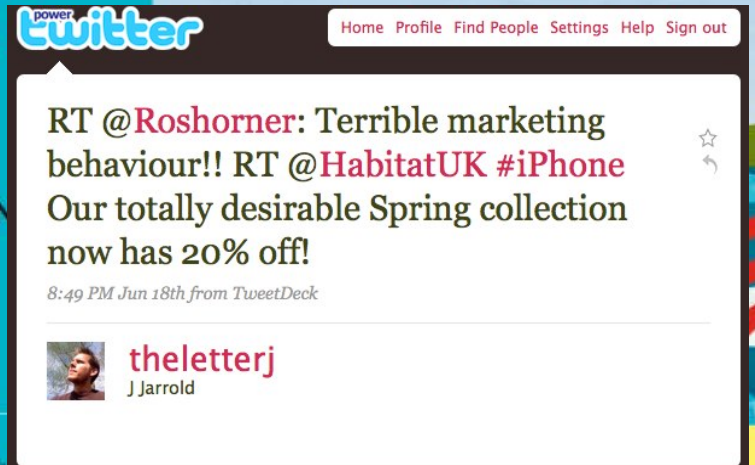 power
twitter
Home Profile Find People Settings Help Sign out
RT @Roshorner: Terrible marketing
behaviour!! RT @HabitatUK #iPhone
Our totally desirable Spring collection
now has 20% off!
8:49 PM Jun 18th from TweetDeck
theletterj
J Jarrold